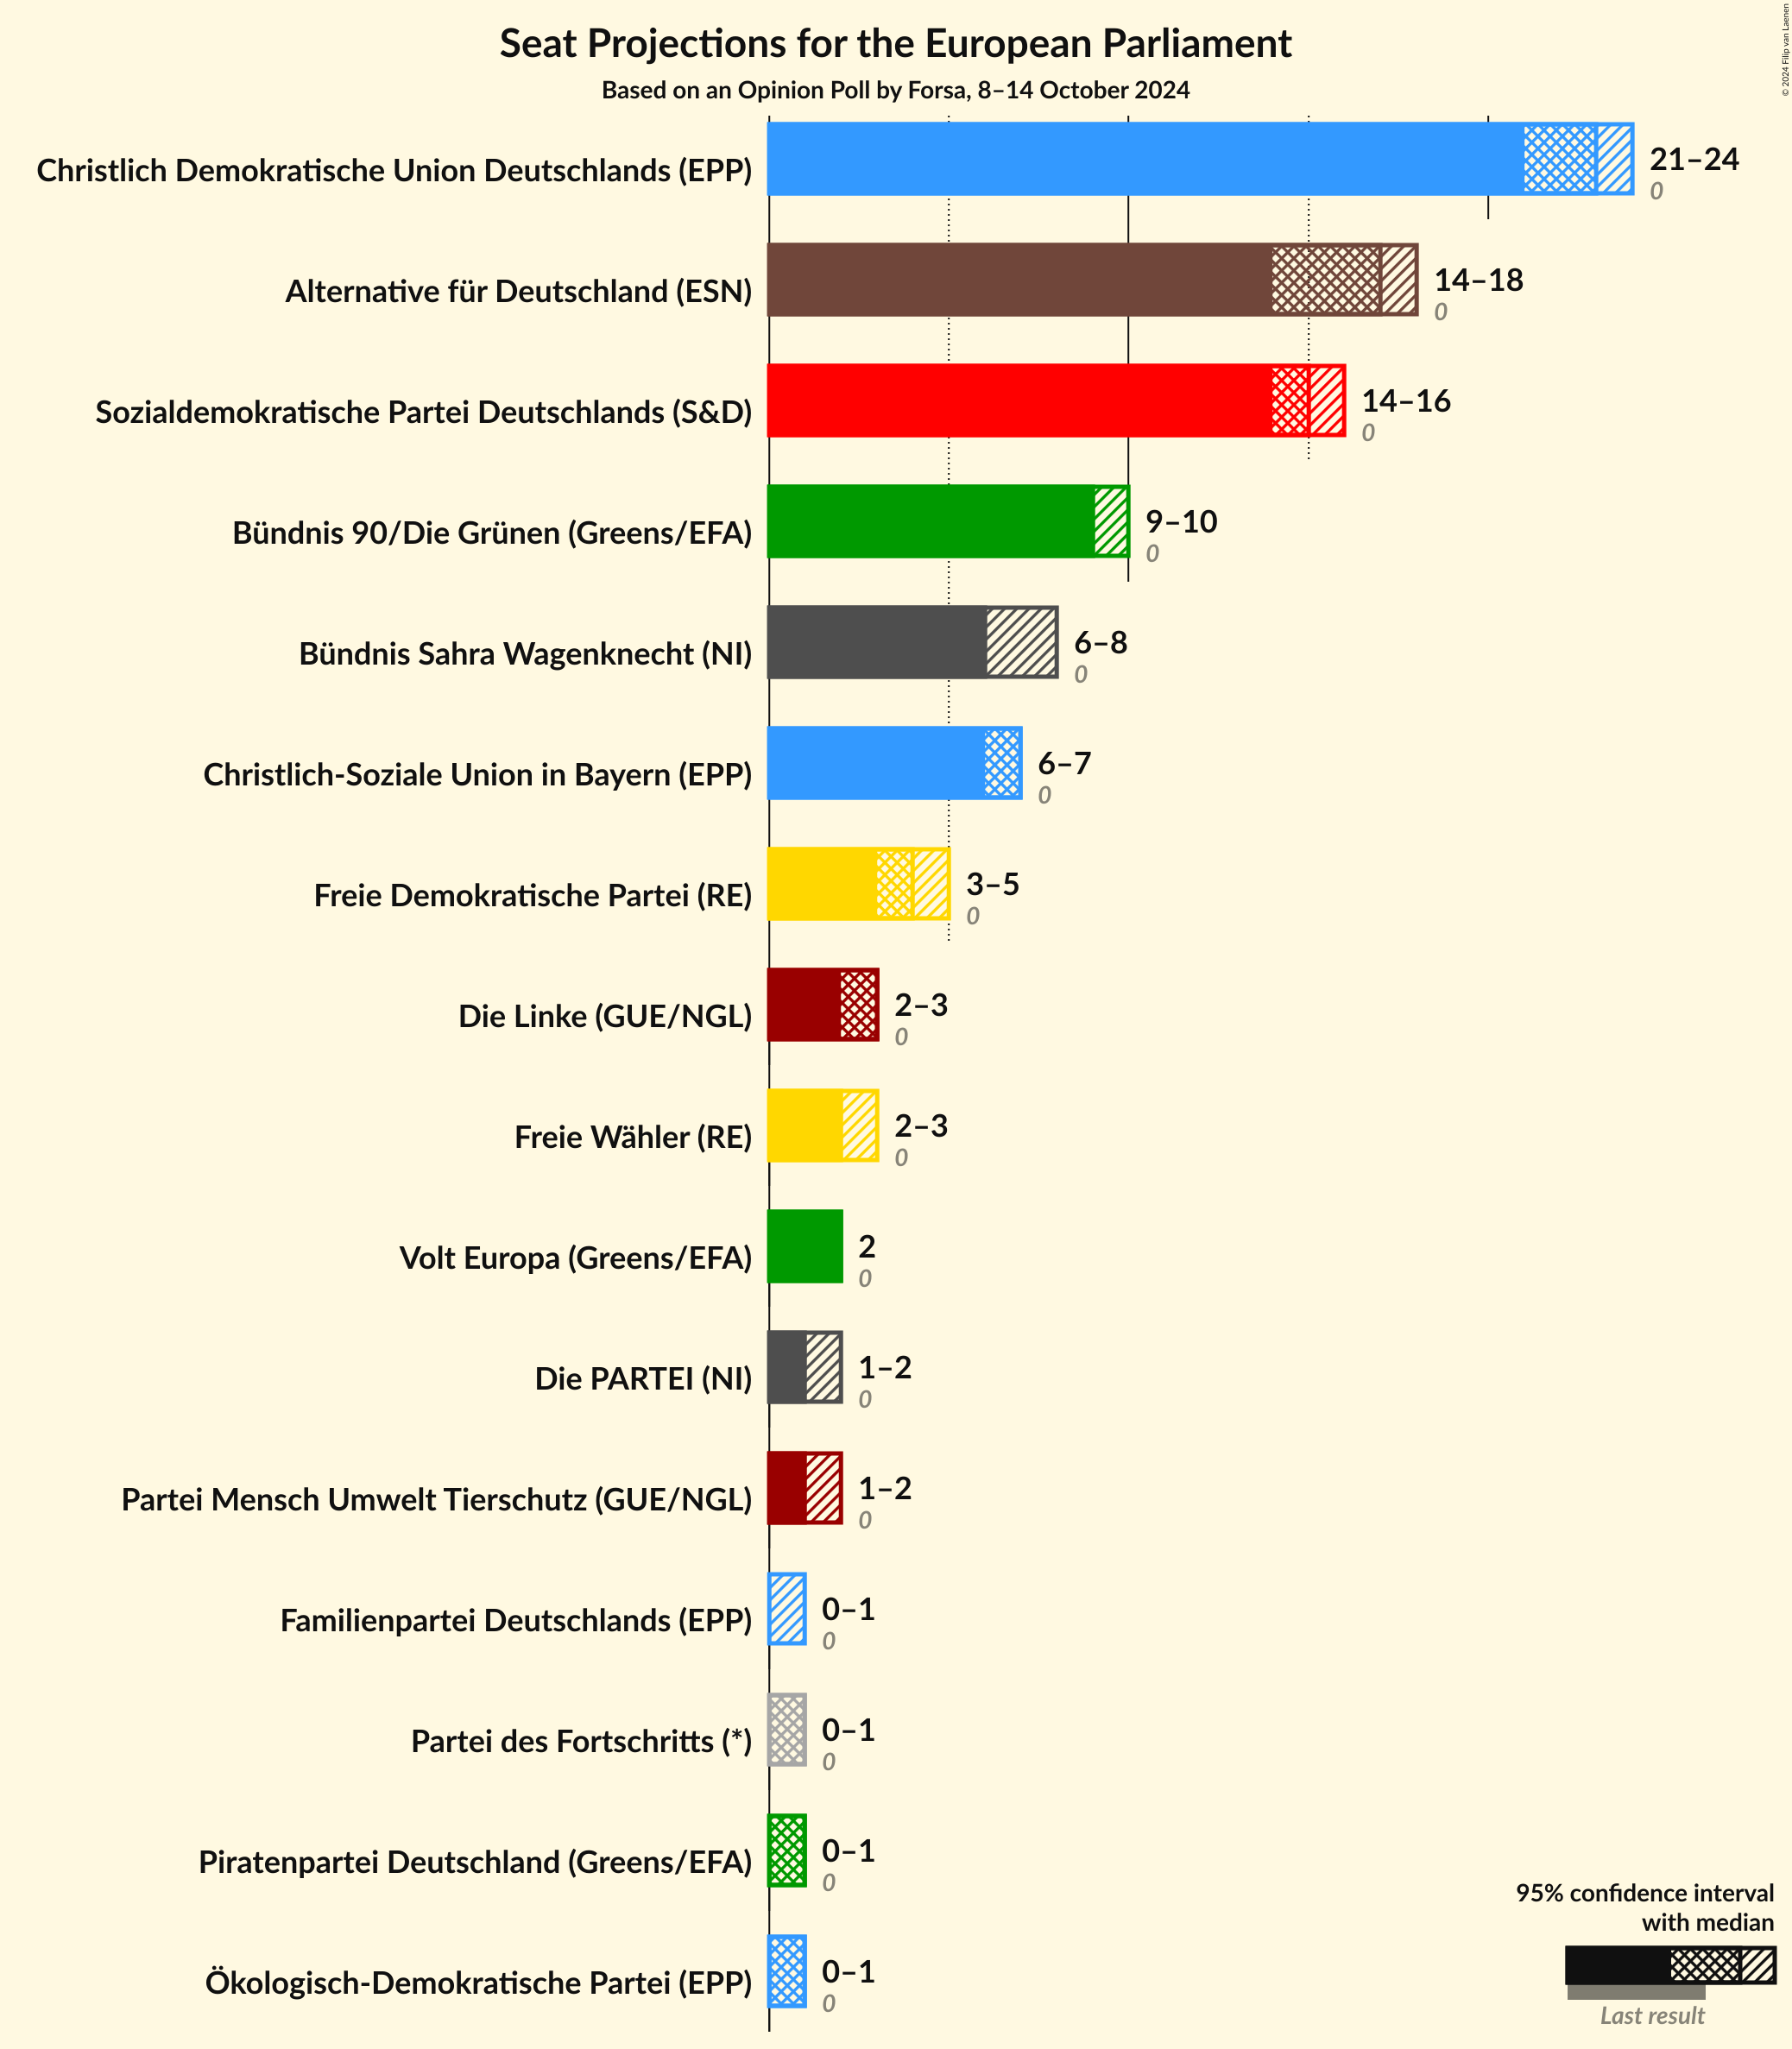 © 2024 Filip van Laenen
Seat Projections for the European Parliament
Based on an Opinion Poll by Forsa, 8–14 October 2024
Christlich Demokratische Union Deutschlands (EPP)
21–24
0
Alternative für Deutschland (ESN)
14–18
0
Sozialdemokratische Partei Deutschlands (S&D)
14–16
0
Bündnis 90/Die Grünen (Greens/EFA)
9–10
0
Bündnis Sahra Wagenknecht (NI)
6–8
0
Christlich-Soziale Union in Bayern (EPP)
6–7
0
Freie Demokratische Partei (RE)
3–5
0
Die Linke (GUE/NGL)
2–3
0
Freie Wähler (RE)
2–3
0
Volt Europa (Greens/EFA)
2
0
Die PARTEI (NI)
1–2
0
Partei Mensch Umwelt Tierschutz (GUE/NGL)
1–2
0
Familienpartei Deutschlands (EPP)
0–1
0
Partei des Fortschritts (*)
0–1
0
Piratenpartei Deutschland (Greens/EFA)
0–1
0
Ökologisch-Demokratische Partei (EPP)
0–1
0
95% confidence interval
with median
Last result